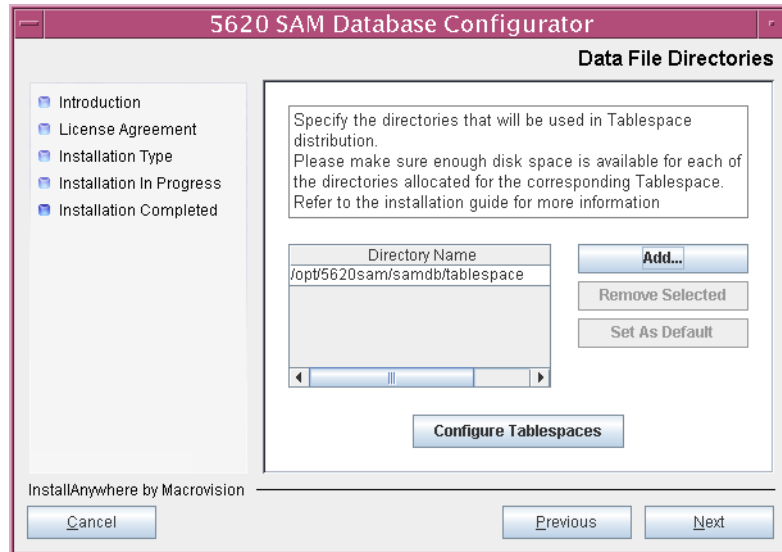 5620 SAM Database Configurator
Data File Directories
Introduction
License Agreement
Installation Type
Installation In Progress
Installation Completed
Specify the directories that will be used in Tablespace
distribution.
Please make sure enough disk space is available for each of
the directories allocated for the corresponding Tablespace.
Refer to the installation guide for more information
Directory Name
/opt/5620sam/samdb/tablespace
Add...
Remove Selected
Set As Default
Configure Tablespaces
InstallAnywhere by Macrovision
Cancel
Previous
Next